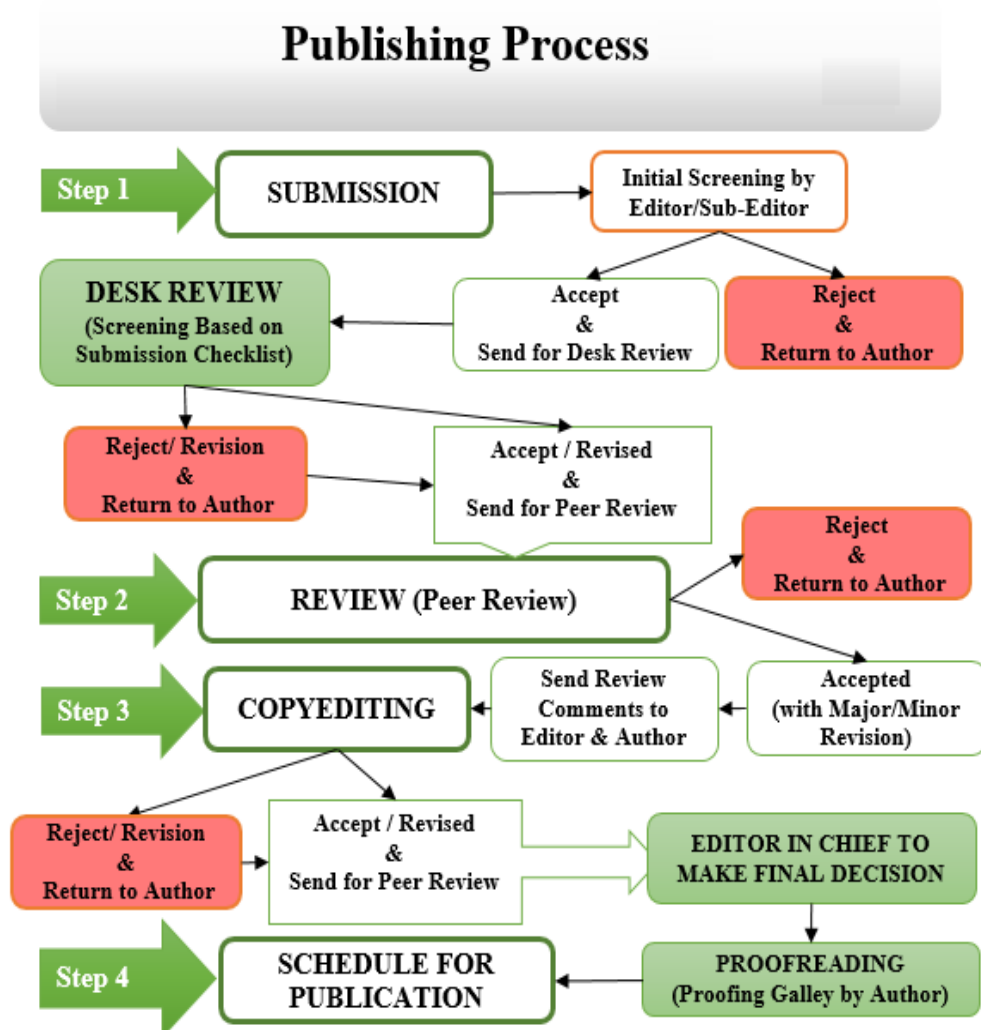 Publishing Process
Step 1
SUBMISSION
Initial Screening by
Editor/Sub-Editor
Accept
&
Send for Desk Review
Reject
&
Return to Author
DESK REVIEW
(Screening Based on
Submission Checklist)
Reject/ Revision
&
Return to Author
Accept / Revised
&
Send for Peer Review
Reject
&
Return to Author
Step 2
REVIEW (Peer Review)
Accepted
(with Major/Minor
Revision)
Send Review
Comments to
Editor & Author
Step 3
COPYEDITING
Reject/ Revision
&
Return to Author
Accept / Revised
&
Send for Peer Review
EDITOR IN CHIEF TO
MAKE FINAL DECISION
PROOFREADING
(Proofing Galley by Author)
Step 4
SCHEDULE FOR
PUBLICATION